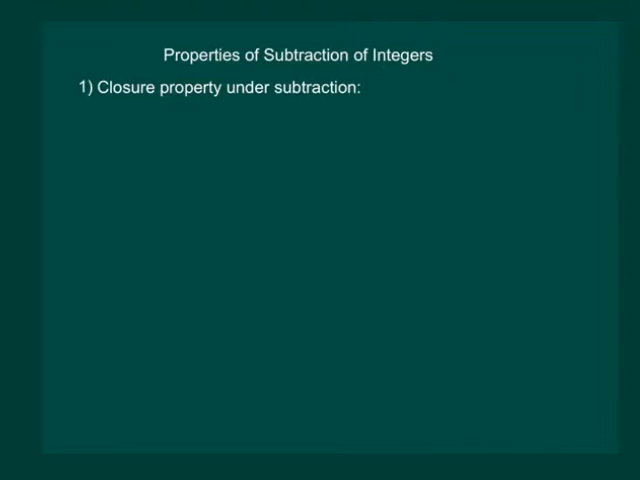 Properties of Subtraction of Integers
1) Closure property under subtraction: